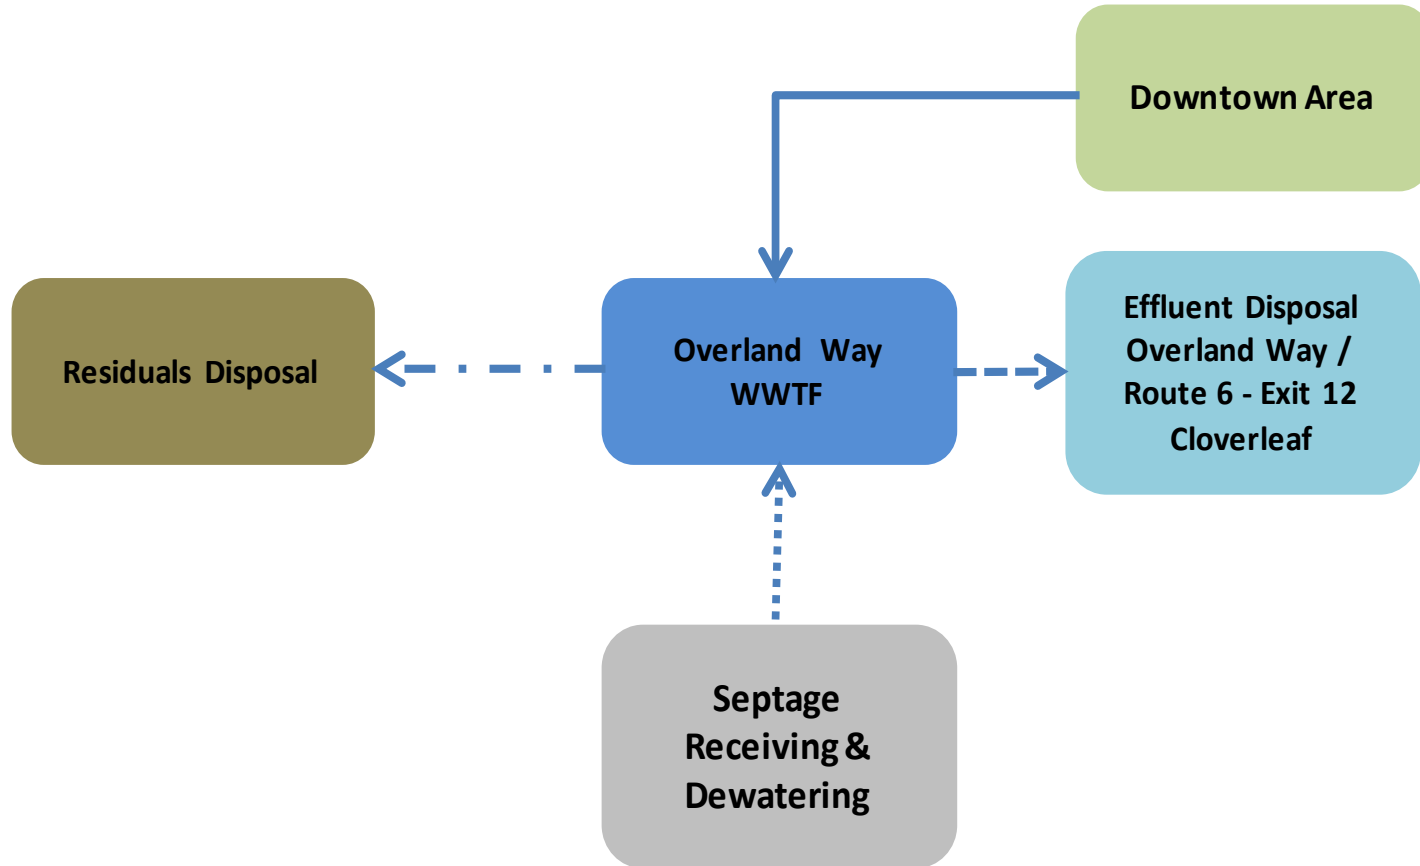 Downtown Area
Effluent Disposal
Overland Way /
Route 6 - Exit 12
Cloverleaf
Residuals Disposal
Overland Way
WWTF
Septage
Receiving &
Dewatering